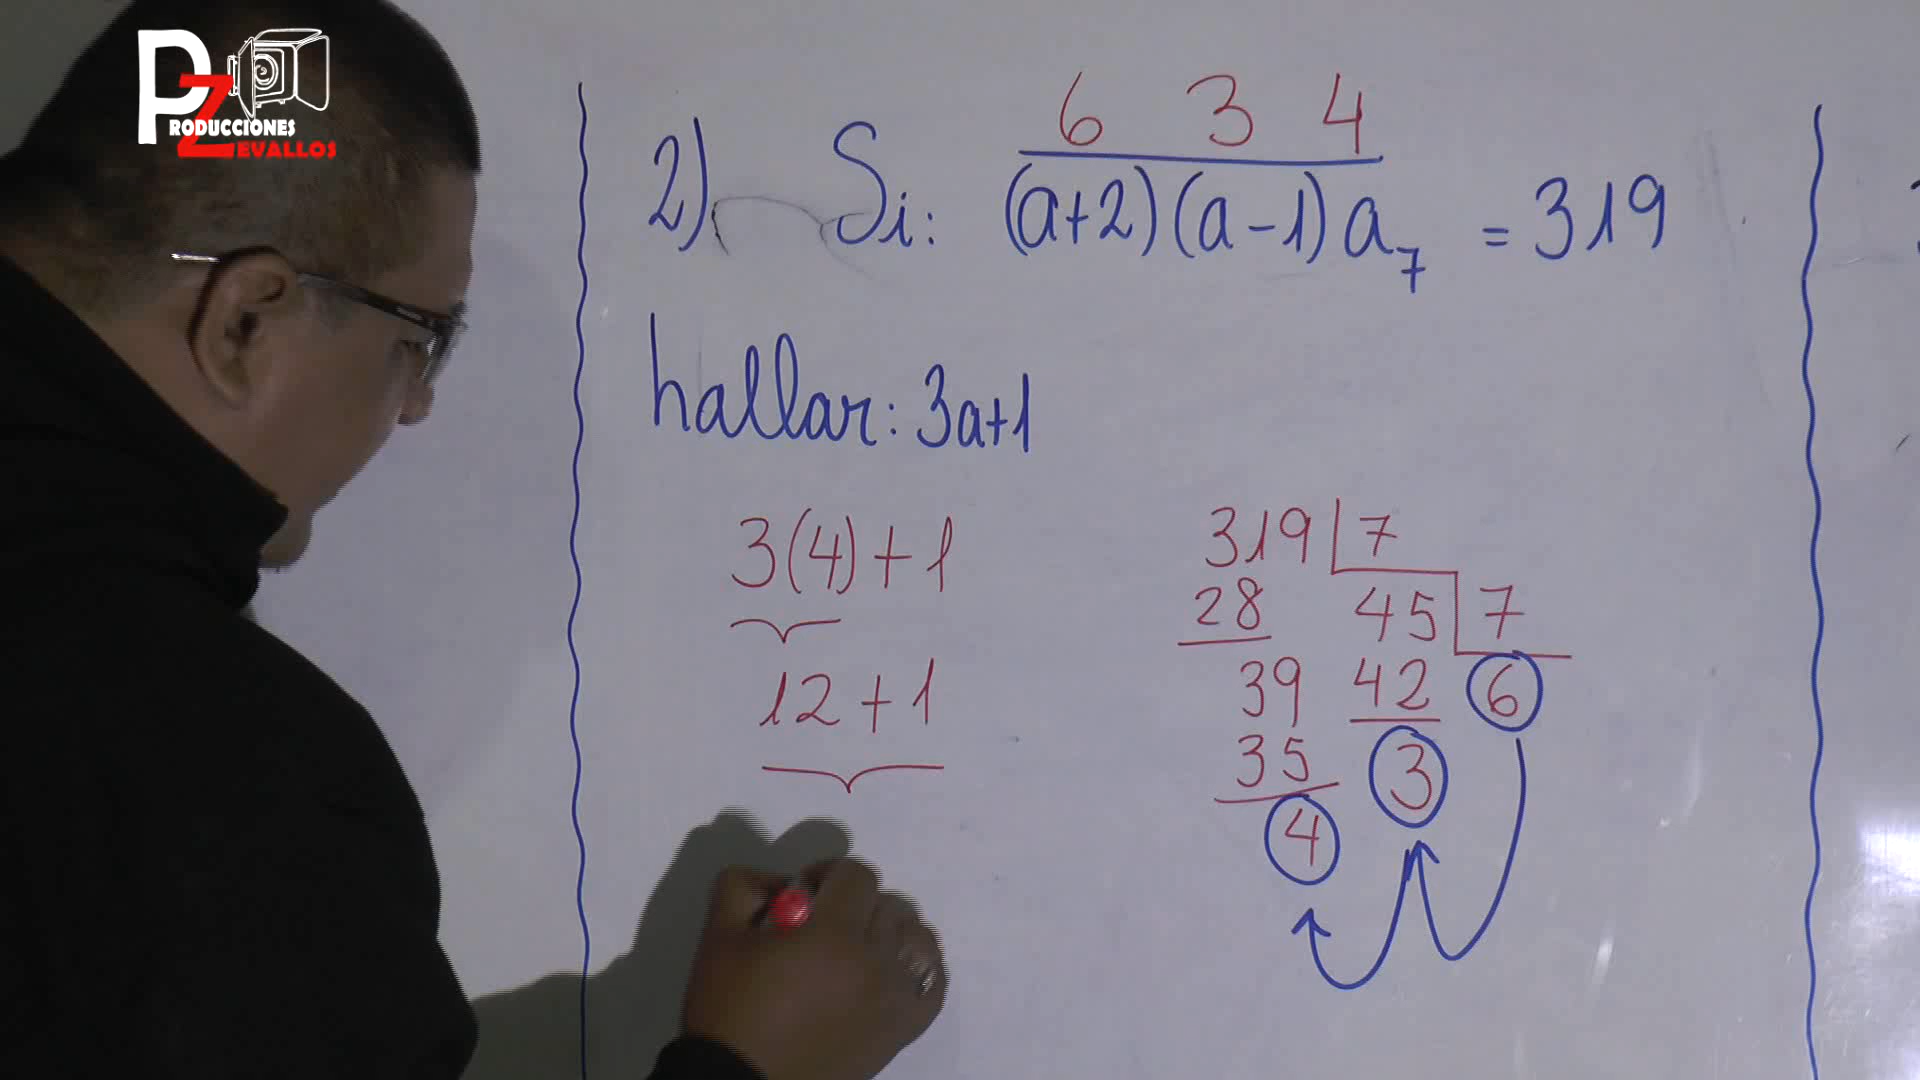 PZ
PRODUCCIONES
ZEVALLOS
6 3 4
2) Si: (a+2)(a-1)a₇ = 319
hallar: 3a+1
3(4)+1
12+1
319 7
28 45 7
39 42 6
35 3
4